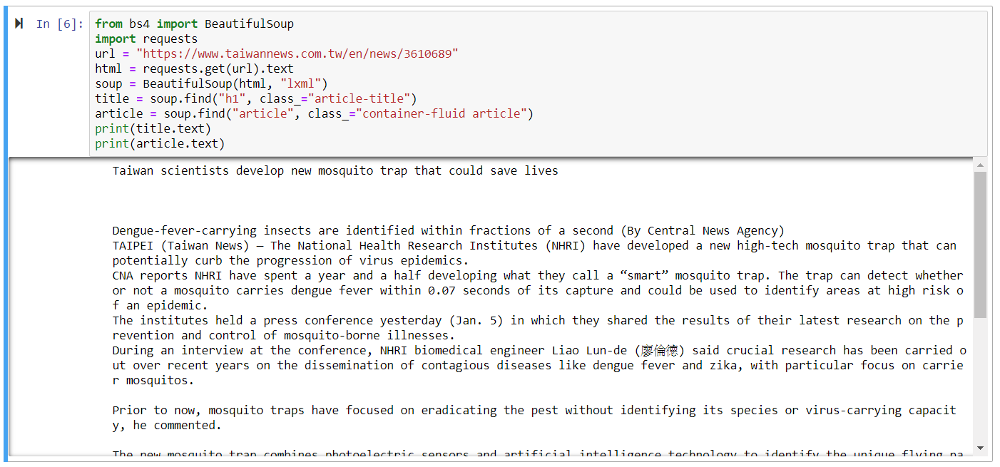 In [6]:
from bs4 import BeautifulSoup
import requests
url = "https://www.taiwannews.com.tw/en/news/3610689"
html = requests.get(url).text
soup = BeautifulSoup(html, "lxml")
title = soup.find("h1", class_="article-title")
article = soup.find("article", class_="container-fluid article")
print(title.text)
print(article.text)
Taiwan scientists develop new mosquito trap that could save lives
Dengue-fever-carrying insects are identified within fractions of a second (By Central News Agency)
TAIPEI (Taiwan News) — The National Health Research Institutes (NHRI) have developed a new high-tech mosquito trap that can
potentially curb the progression of virus epidemics.
CNA reports NHRI have spent a year and a half developing what they call a “smart” mosquito trap. The trap can detect whether
or not a mosquito carries dengue fever within 0.07 seconds of its capture and could be used to identify areas at high risk o
f an epidemic.
The institutes held a press conference yesterday (Jan. 5) in which they shared the results of their latest research on the p
revention and control of mosquito-borne illnesses.
During an interview at the conference, NHRI biomedical engineer Liao Lun-de (廖倫德) said crucial research has been carried o
ut over recent years on the dissemination of contagious diseases like dengue fever and zika, with particular focus on carrie
r mosquitos.
Prior to now, mosquito traps have focused on eradicating the pest without identifying its species or virus-carrying capacit
y, he commented.
The new mosquito trap combines photoelectric sensors and artificial intelligence technology to identify the unique flying pa